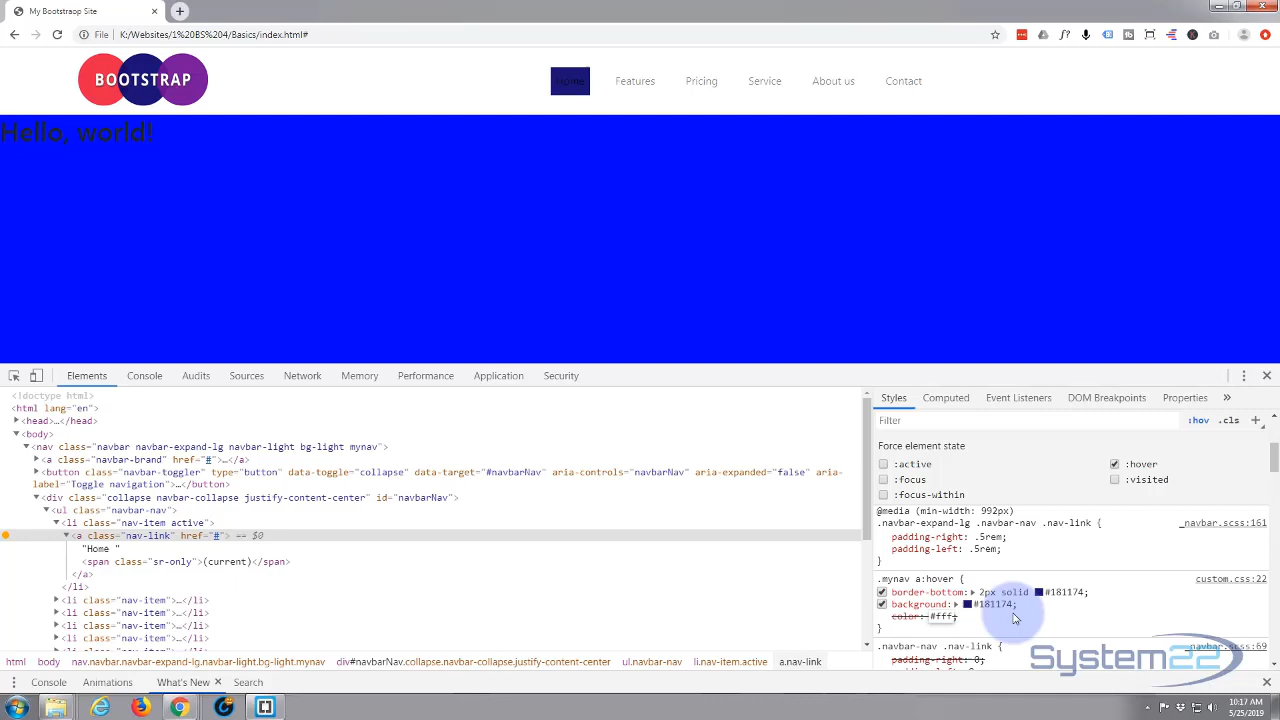 My Bootstraop Site
File K:/Websites/1%20BS%204/Basics/index.html#
BOOTSTRAP
Home Features Pricing Service About us Contact
Hello, world!
Elements Console Audits Sources Network Memory Performance Application Security
<!doctype html>
<html lang="en">
<head>…</head>
<body>
<nav class="navbar navbar-expand-lg navbar-light bg-light mynav">
<a class="navbar-brand" href="#">…</a>
<button class="navbar-toggler" type="button" data-toggle="collapse" data-target="#navbarNav" aria-controls="navbarNav" aria-expanded="false" aria-
label="Toggle navigation">…</button>
<div class="collapse navbar-collapse justify-content-center" id="navbarNav">
<ul class="navbar-nav">
<li class="nav-item active">
<a class="nav-link" href="#"> == $0
"Home "
<span class="sr-only">(current)</span>
</a>
</li>
<li class="nav-item">…</li>
<li class="nav-item">…</li>
<li class="nav-item">…</li>
<li class="nav-item">…</li>
html body nav.navbar.navbar-expand-lg.navbar-light.bg-light.mynav div#navbarNav.collapse.navbar-collapse.justify-content-center ul.navbar-nav li.nav-item.active a.nav-link
Styles Computed Event Listeners DOM Breakpoints Properties »
Filter :hov .cls +
Force element state
:active :hover
:focus :visited
:focus-within
@media (min-width: 992px)
.navbar-expand-lg .navbar-nav .nav-link { _navbar.scss:161
padding-right: .5rem;
padding-left: .5rem;
}
.mynav a:hover { custom.css:22
border-bottom: 2px solid #181174;
background: #181174;
color: #fff;
}
.navbar-nav .nav-link { _navbar.scss:69
padding-right: 0;
System22
Console What's New Search
10:17 AM
5/25/2019